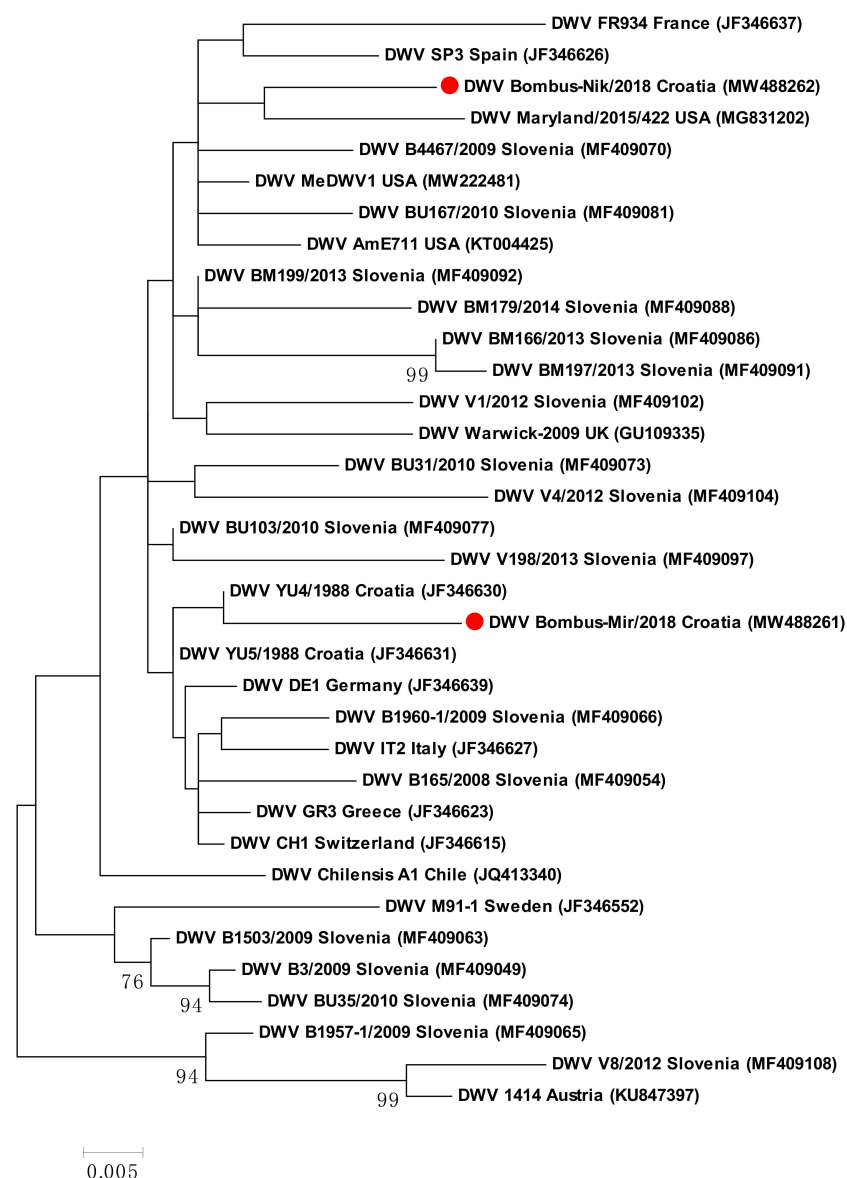 DWV FR934 France (JF346637)
DWV SP3 Spain (JF346626)
DWV Bombus-Nik/2018 Croatia (MW488262)
DWV Maryland/2015/422 USA (MG831202)
DWV B4467/2009 Slovenia (MF409070)
DWV MeDWV1 USA (MW222481)
DWV BU167/2010 Slovenia (MF409081)
DWV AmE711 USA (KT004425)
DWV BM199/2013 Slovenia (MF409092)
DWV BM179/2014 Slovenia (MF409088)
DWV BM166/2013 Slovenia (MF409086)
DWV BM197/2013 Slovenia (MF409091)
99
DWV V1/2012 Slovenia (MF409102)
DWV Warwick-2009 UK (GU109335)
DWV BU31/2010 Slovenia (MF409073)
DWV V4/2012 Slovenia (MF409104)
DWV BU103/2010 Slovenia (MF409077)
DWV V198/2013 Slovenia (MF409097)
DWV YU4/1988 Croatia (JF346630)
DWV Bombus-Mir/2018 Croatia (MW488261)
DWV YU5/1988 Croatia (JF346631)
DWV DE1 Germany (JF346639)
DWV B1960-1/2009 Slovenia (MF409066)
DWV IT2 Italy (JF346627)
DWV B165/2008 Slovenia (MF409054)
DWV GR3 Greece (JF346623)
DWV CH1 Switzerland (JF346615)
DWV Chilensis A1 Chile (JQ413340)
DWV M91-1 Sweden (JF346552)
DWV B1503/2009 Slovenia (MF409063)
76
DWV B3/2009 Slovenia (MF409049)
94
DWV BU35/2010 Slovenia (MF409074)
DWV B1957-1/2009 Slovenia (MF409065)
DWV V8/2012 Slovenia (MF409108)
94
DWV 1414 Austria (KU847397)
99
0.005